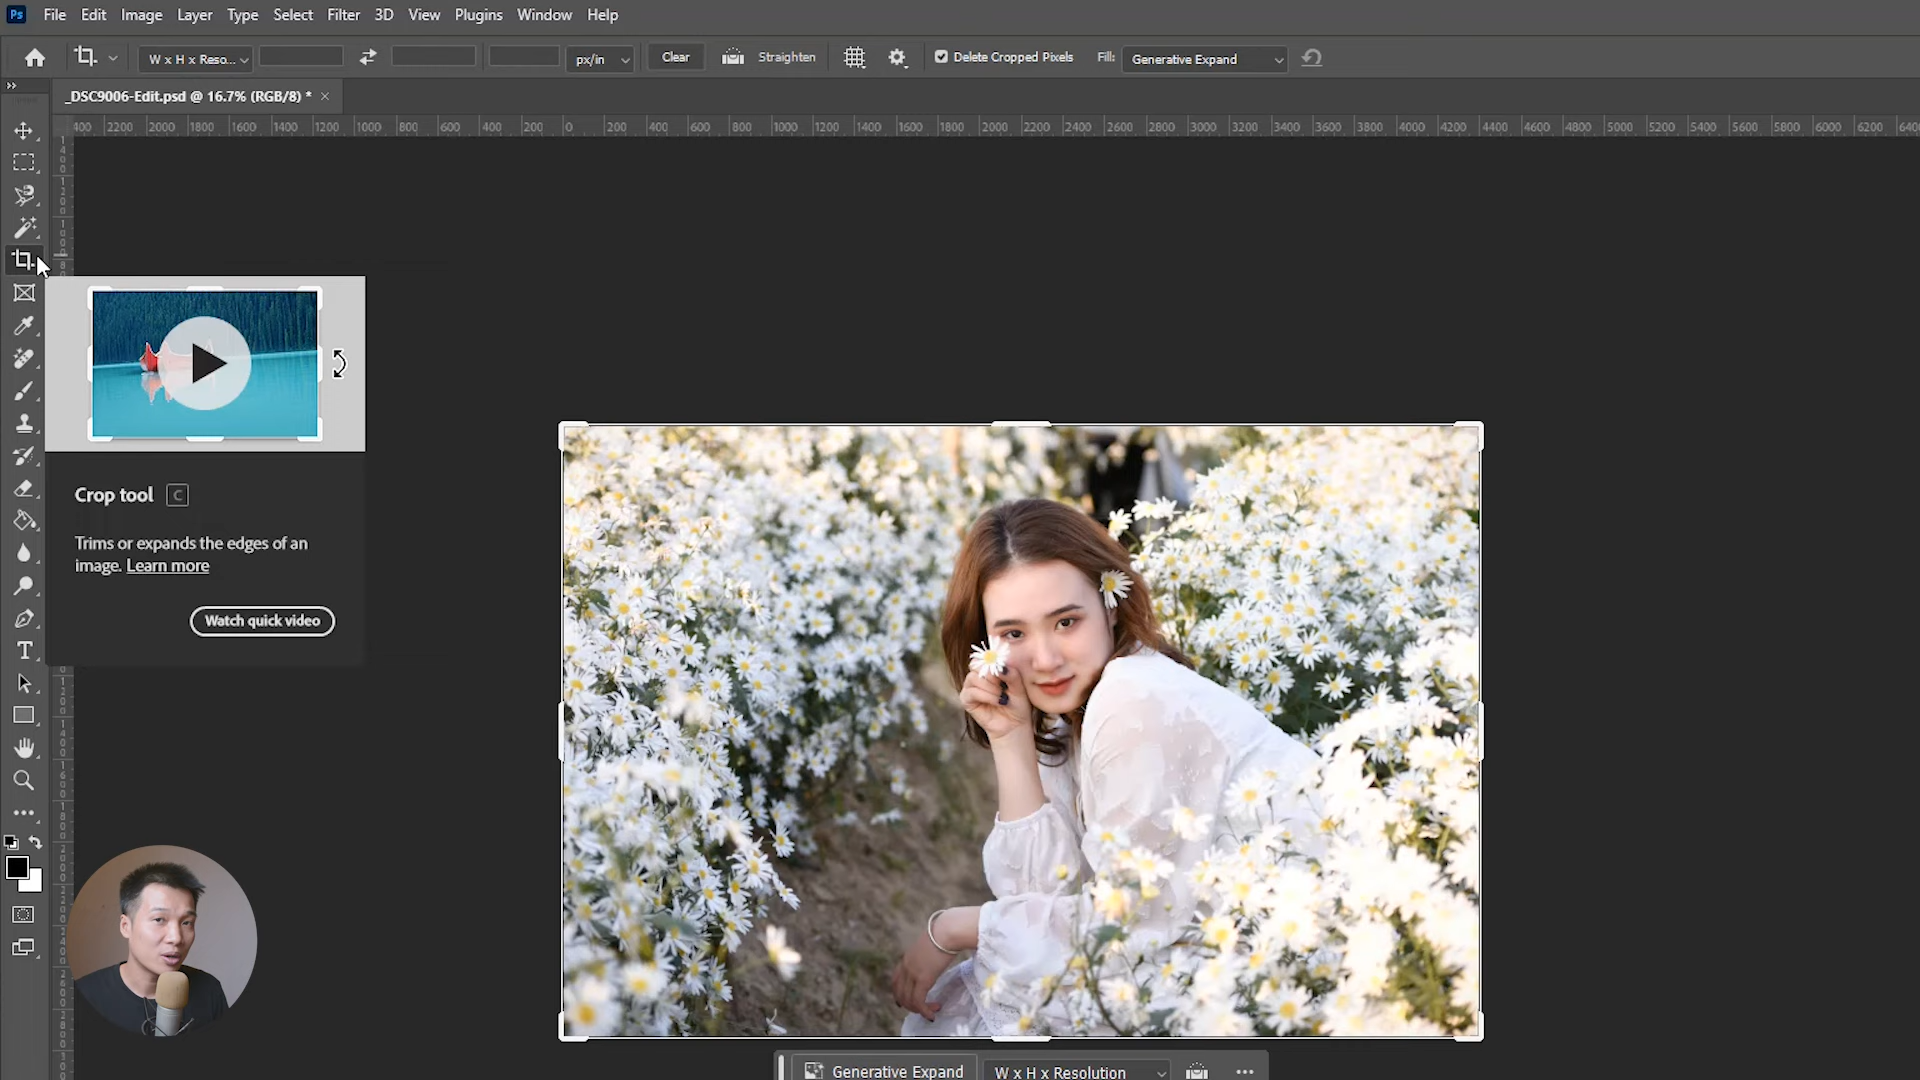 Ps File Edit Image Layer Type Select Filter 3D View Plugins Window Help
W x H x Reso... px/in Clear Straighten Delete Cropped Pixels Fill: Generative Expand
_DSC9006-Edit.psd @ 16.7% (RGB/8) * ×
400 2200 2000 1800 1600 1400 1200 1000 800 600 400 200 0 200 400 600 800 1000 1200 1400 1600 1800 2000 2200 2400 2600 2800 3000 3200 3400 3600 3800 4000 4200 4400 4600 4800 5000 5200 5400 5600 5800 6000 6200 640
Crop tool C
Trims or expands the edges of an
image. Learn more
Watch quick video
Generative Expand W x H x Resolution